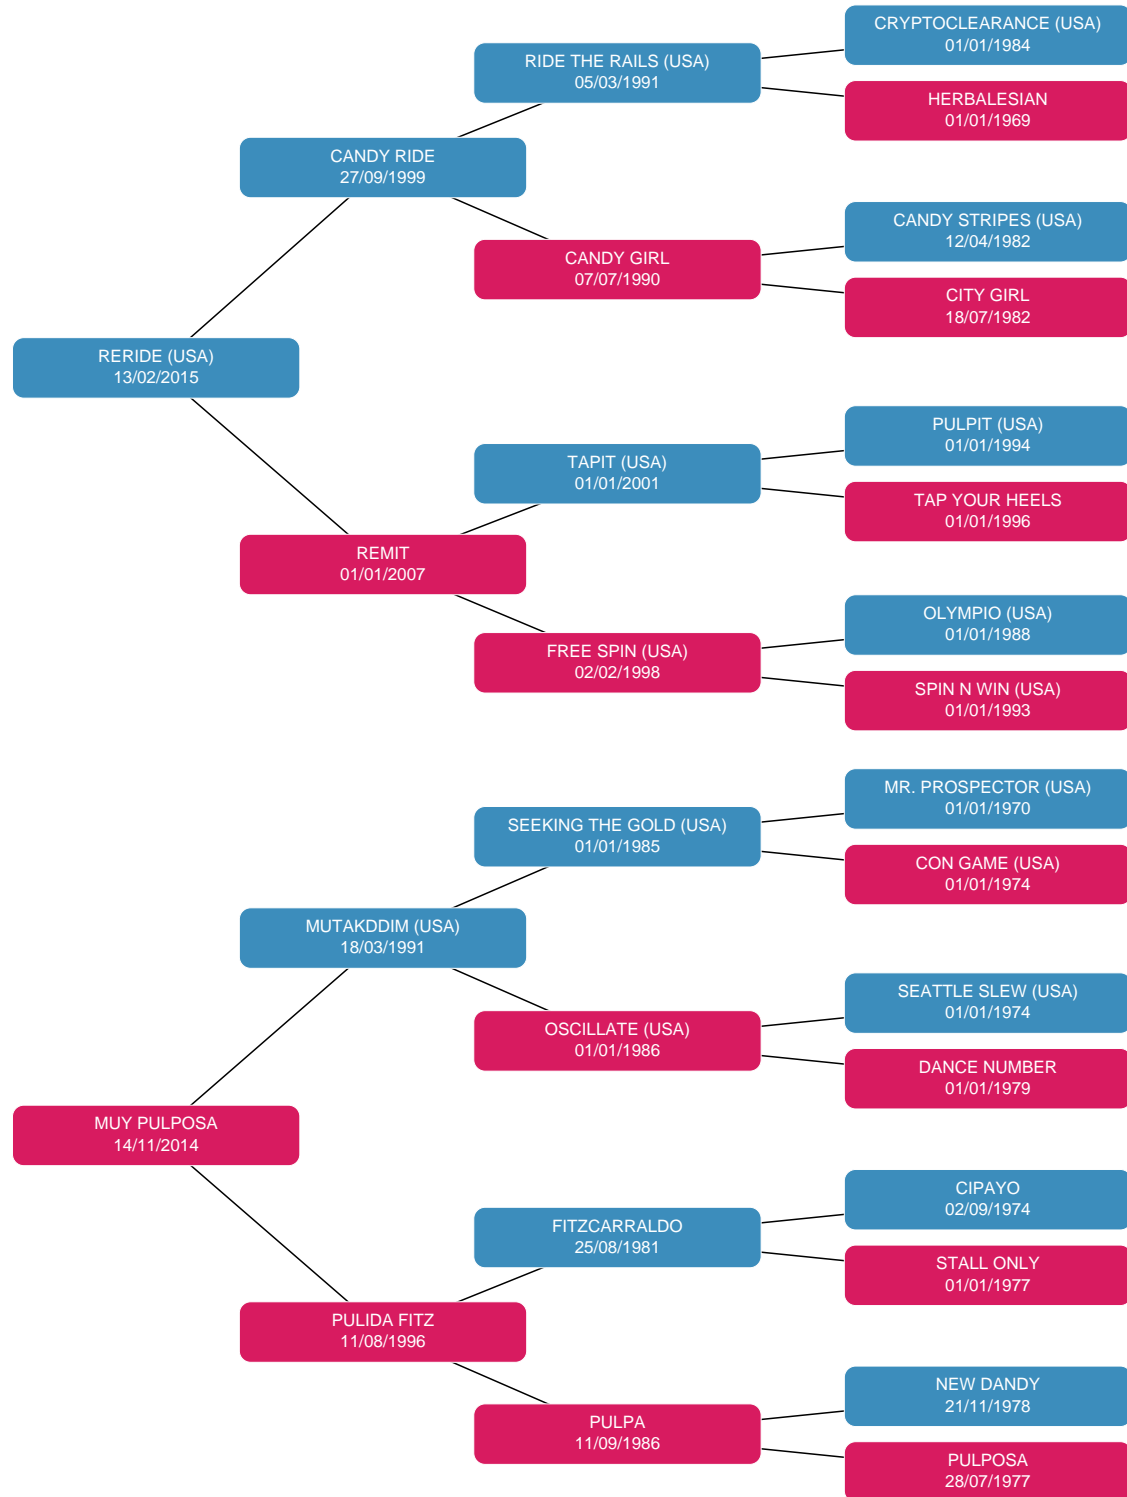 CRYPTOCLEARANCE (USA)
01/01/1984
RIDE THE RAILS (USA)
05/03/1991
HERBALESIAN
01/01/1969
CANDY RIDE
27/09/1999
CANDY STRIPES (USA)
12/04/1982
CANDY GIRL
07/07/1990
CITY GIRL
18/07/1982
RERIDE (USA)
13/02/2015
PULPIT (USA)
01/01/1994
TAPIT (USA)
01/01/2001
TAP YOUR HEELS
01/01/1996
REMIT
01/01/2007
OLYMPIO (USA)
01/01/1988
FREE SPIN (USA)
02/02/1998
SPIN N WIN (USA)
01/01/1993
MR. PROSPECTOR (USA)
01/01/1970
SEEKING THE GOLD (USA)
01/01/1985
CON GAME (USA)
01/01/1974
MUTAKDDIM (USA)
18/03/1991
SEATTLE SLEW (USA)
01/01/1974
OSCILLATE (USA)
01/01/1986
DANCE NUMBER
01/01/1979
MUY PULPOSA
14/11/2014
CIPAYO
02/09/1974
FITZCARRALDO
25/08/1981
STALL ONLY
01/01/1977
PULIDA FITZ
11/08/1996
NEW DANDY
21/11/1978
PULPA
11/09/1986
PULPOSA
28/07/1977